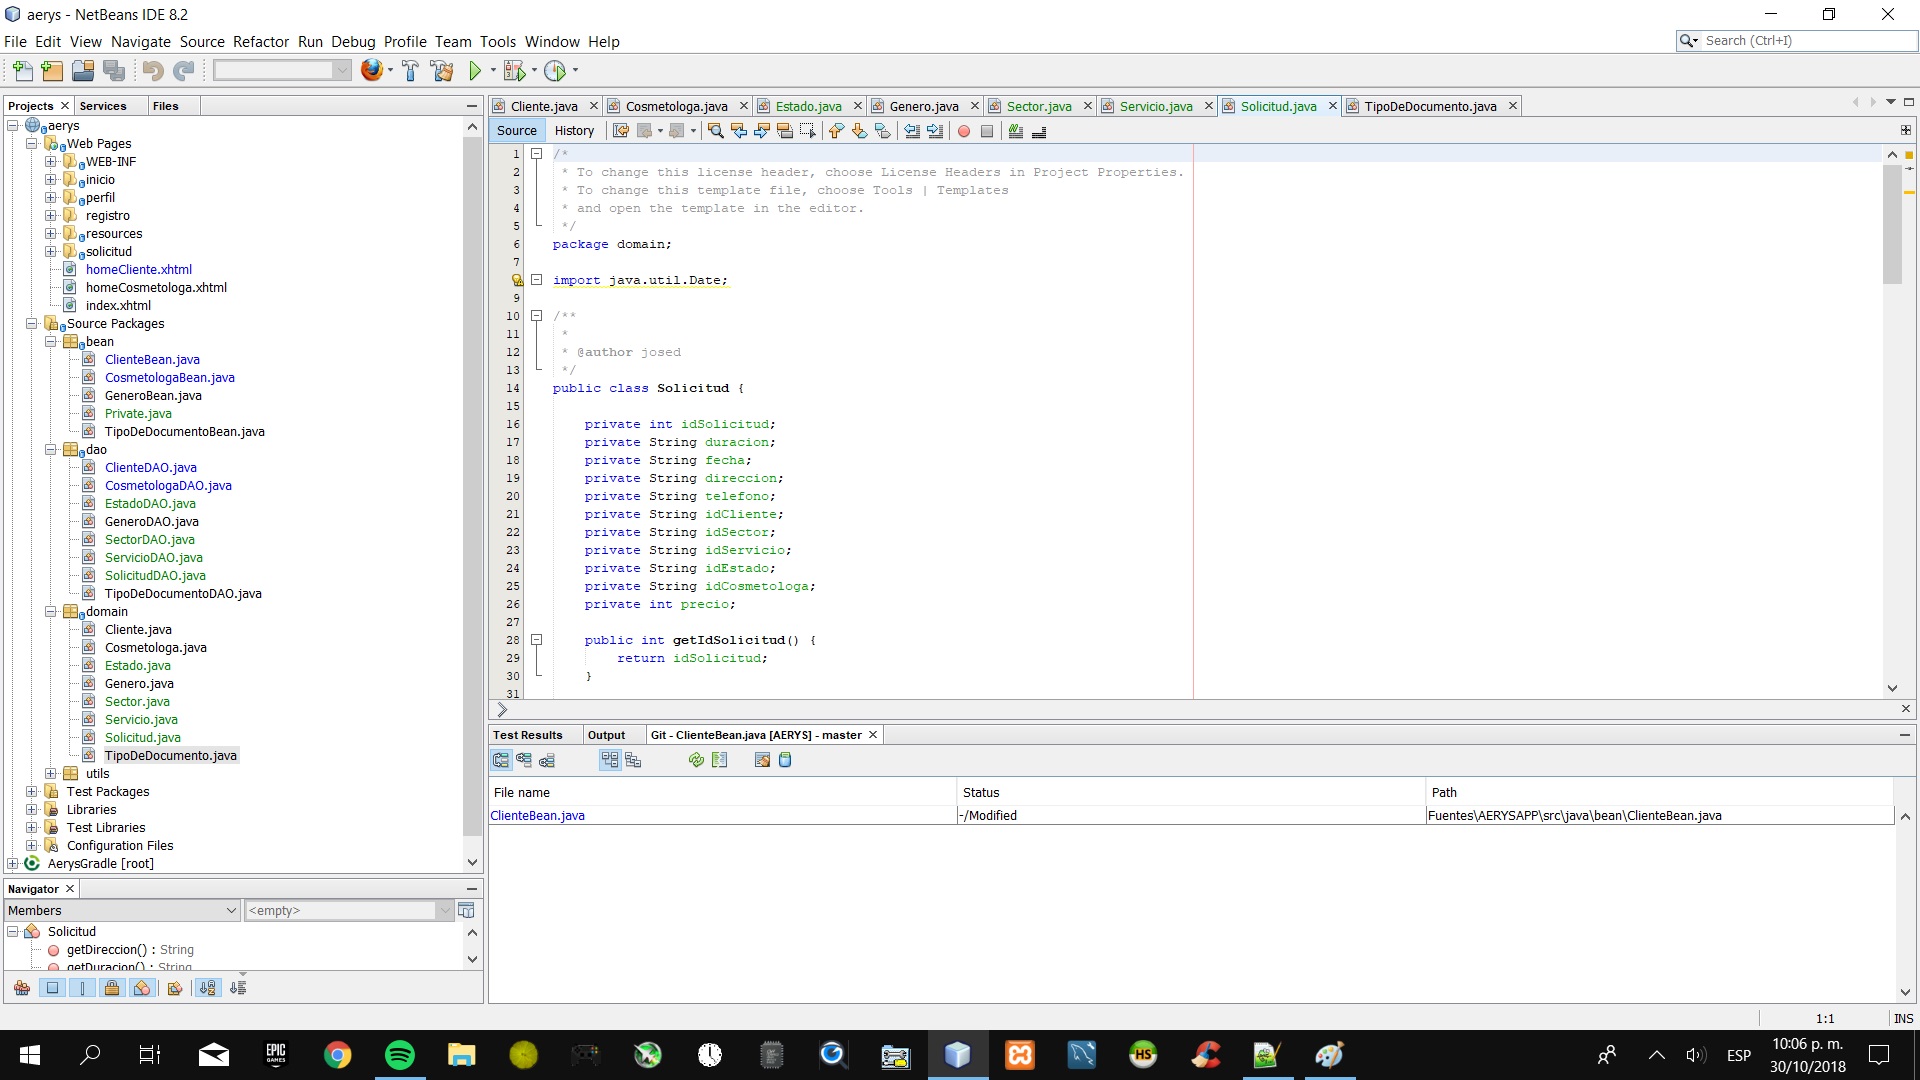 aerys - NetBeans IDE 8.2
File Edit View Navigate Source Refactor Run Debug Profile Team Tools Window Help
Search (Ctrl+I)
Projects
Services
Files
aerys
Web Pages
WEB-INF
inicio
perfil
registro
resources
solicitud
homeCliente.xhtml
homeCosmetologa.xhtml
index.xhtml
Source Packages
bean
ClienteBean.java
CosmetologaBean.java
GeneroBean.java
Private.java
TipoDeDocumentoBean.java
dao
ClienteDAO.java
CosmetologaDAO.java
EstadoDAO.java
GeneroDAO.java
SectorDAO.java
ServicioDAO.java
SolicitudDAO.java
TipoDeDocumentoDAO.java
domain
Cliente.java
Cosmetologa.java
Estado.java
Genero.java
Sector.java
Servicio.java
Solicitud.java
TipoDeDocumento.java
utils
Test Packages
Libraries
Test Libraries
Configuration Files
AerysGradle [root]
Navigator
Members
<empty>
Solicitud
getDireccion() : String
getDuracion() : String
Cliente.java
Cosmetologa.java
Estado.java
Genero.java
Sector.java
Servicio.java
Solicitud.java
TipoDeDocumento.java
Source
History
1 /*
2 * To change this license header, choose License Headers in Project Properties.
3 * To change this template file, choose Tools | Templates
4 * and open the template in the editor.
5 */
6 package domain;
7
import java.util.Date;
9
10 /**
11 *
12 * @author josed
13 */
14 public class Solicitud {
15
16 private int idSolicitud;
17 private String duracion;
18 private String fecha;
19 private String direccion;
20 private String telefono;
21 private String idCliente;
22 private String idSector;
23 private String idServicio;
24 private String idEstado;
25 private String idCosmetologa;
26 private int precio;
27
28 public int getIdSolicitud() {
29 return idSolicitud;
30 }
31
Test Results
Output
Git - ClienteBean.java [AERYS] - master
File name
Status
Path
ClienteBean.java
-/Modified
Fuentes\AERYSAPP\src\java\bean\ClienteBean.java
1:1
INS
EPIC
GAMES
HS
ESP
10:06 p. m.
30/10/2018